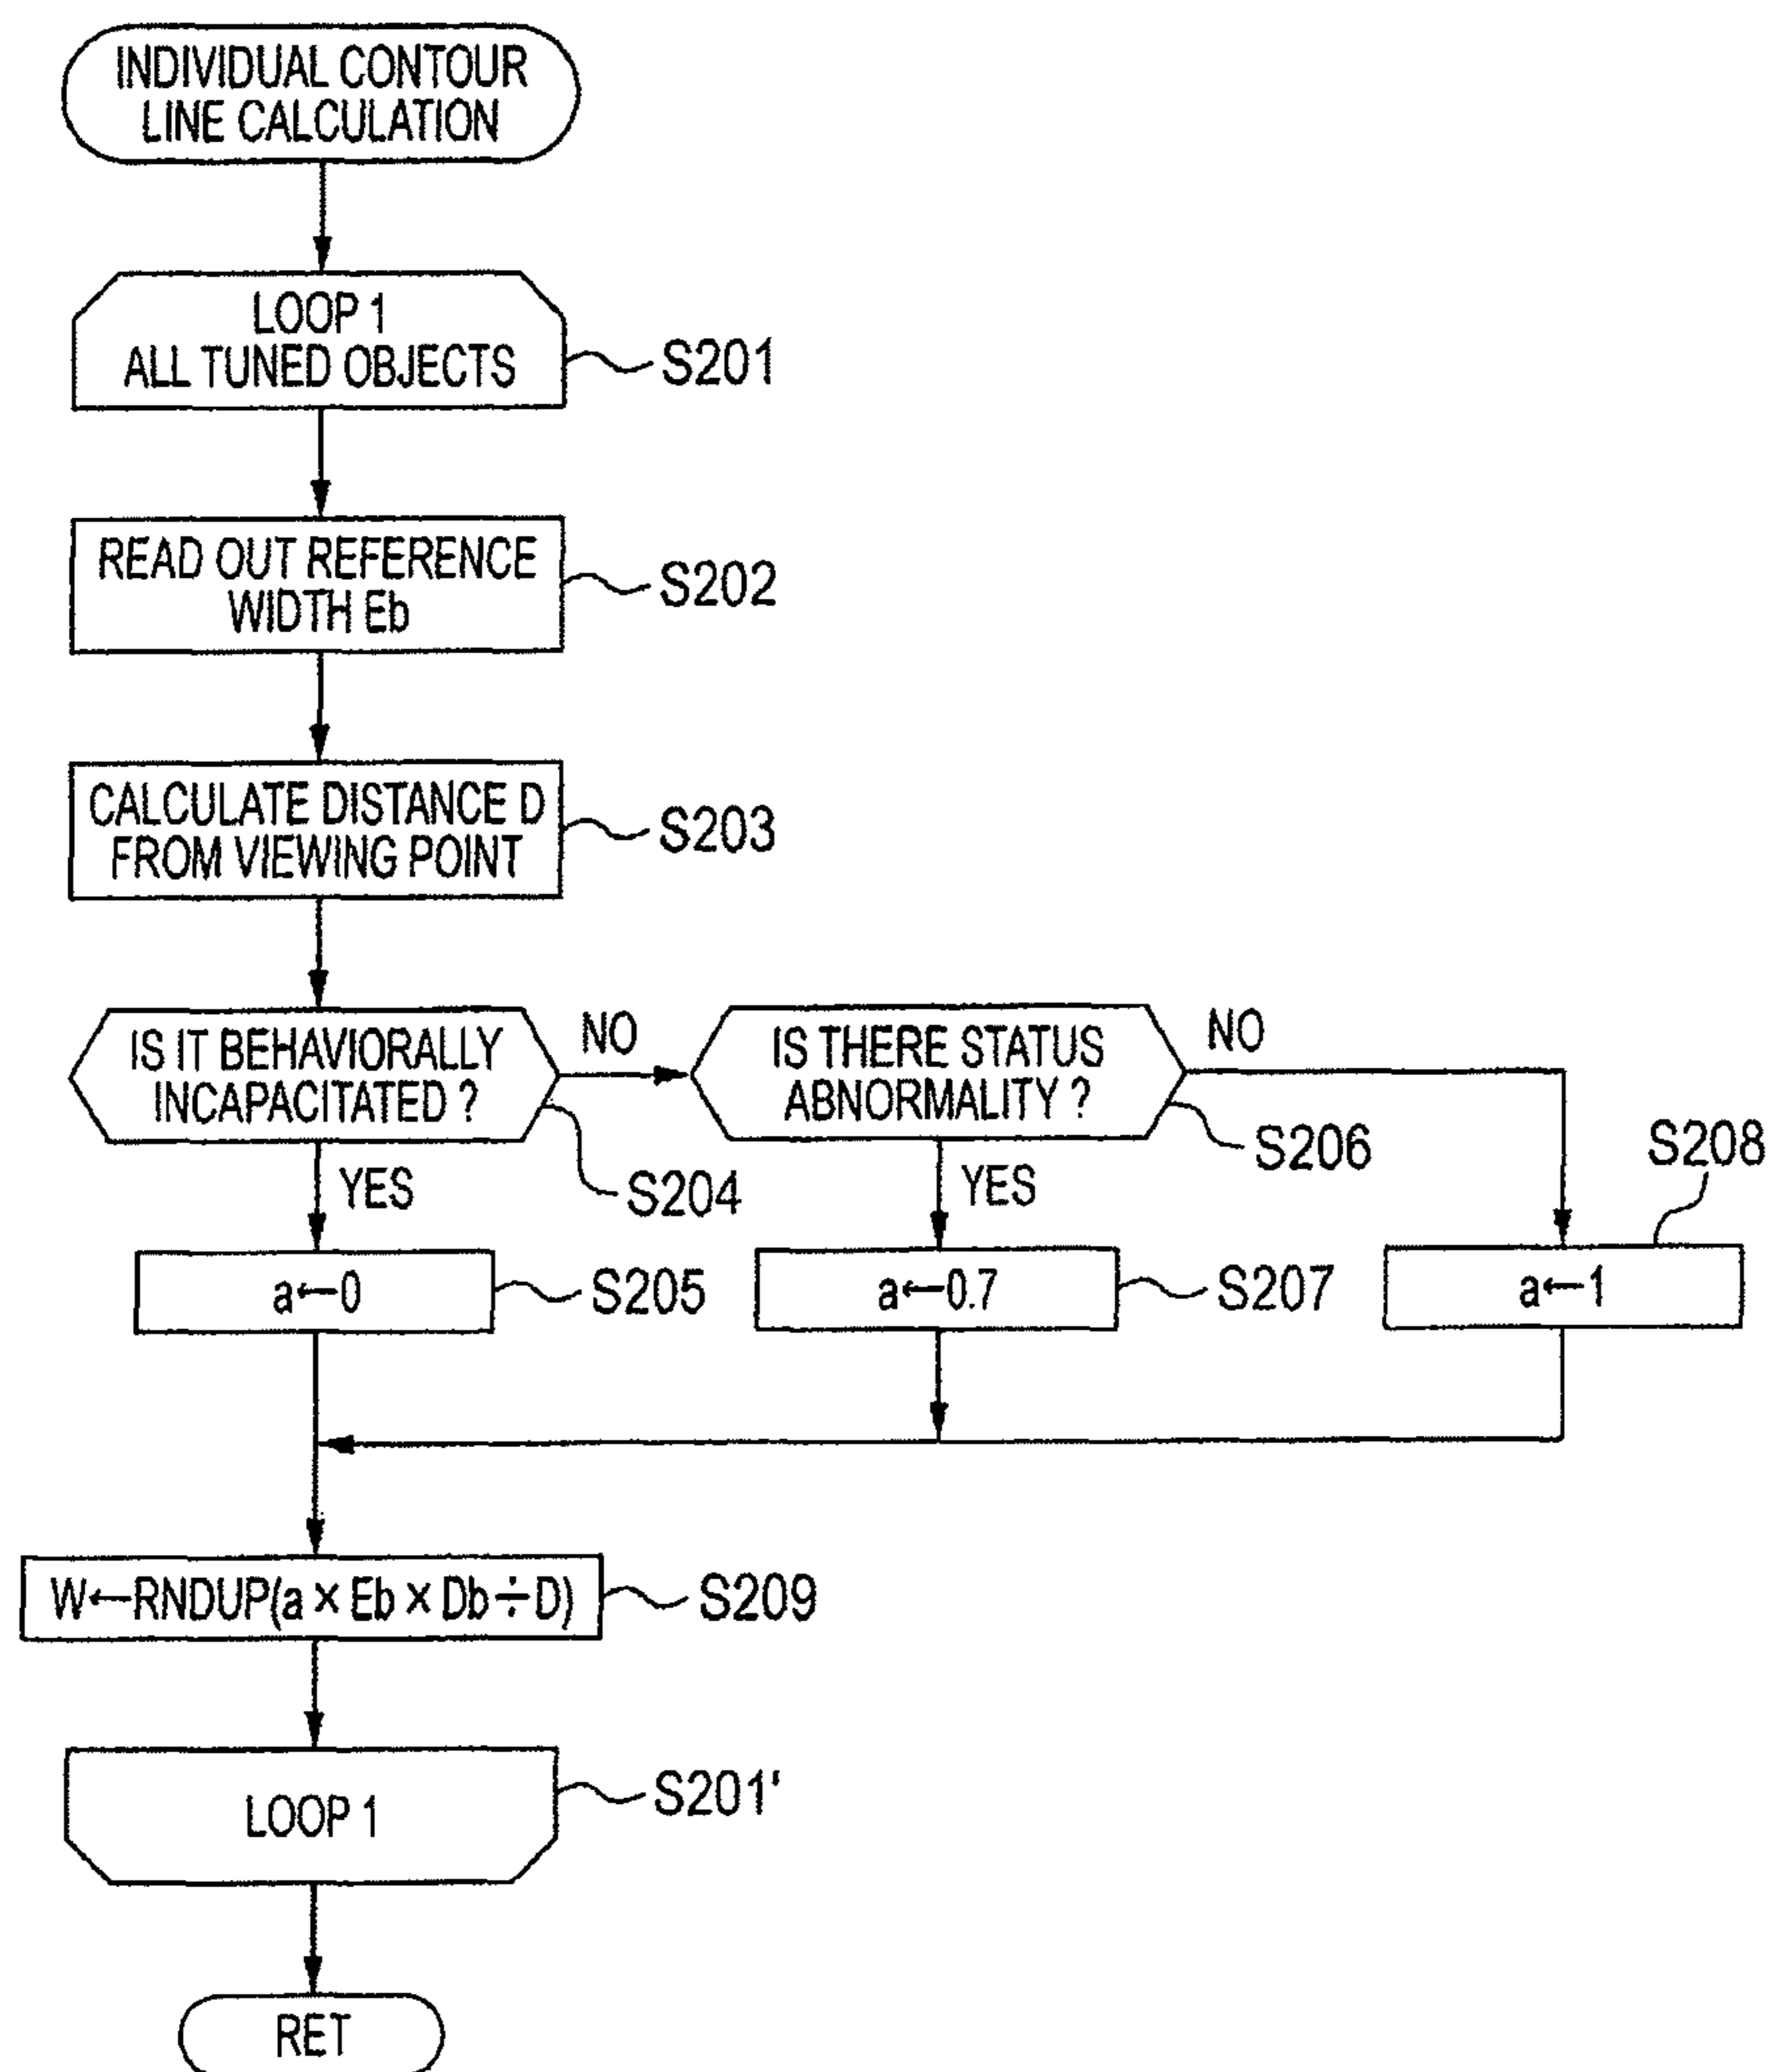 INDIVIDUAL CONTOUR
LINE CALCULATION
LOOP 1
ALL TUNED OBJECTS
S201
READ OUT REFERENCE
WIDTH Eb
S202
CALCULATE DISTANCE D
FROM VIEWING POINT
S203
IS IT BEHAVIORALLY
INCAPACITATED ?
NO
S204
YES
IS THERE STATUS
ABNORMALITY ?
NO
S206
YES
S208
a←0
S205
a←0.7
S207
a←1
W←RNDUP(a × Eb × Db ÷ D)
S209
LOOP 1
S201'
RET